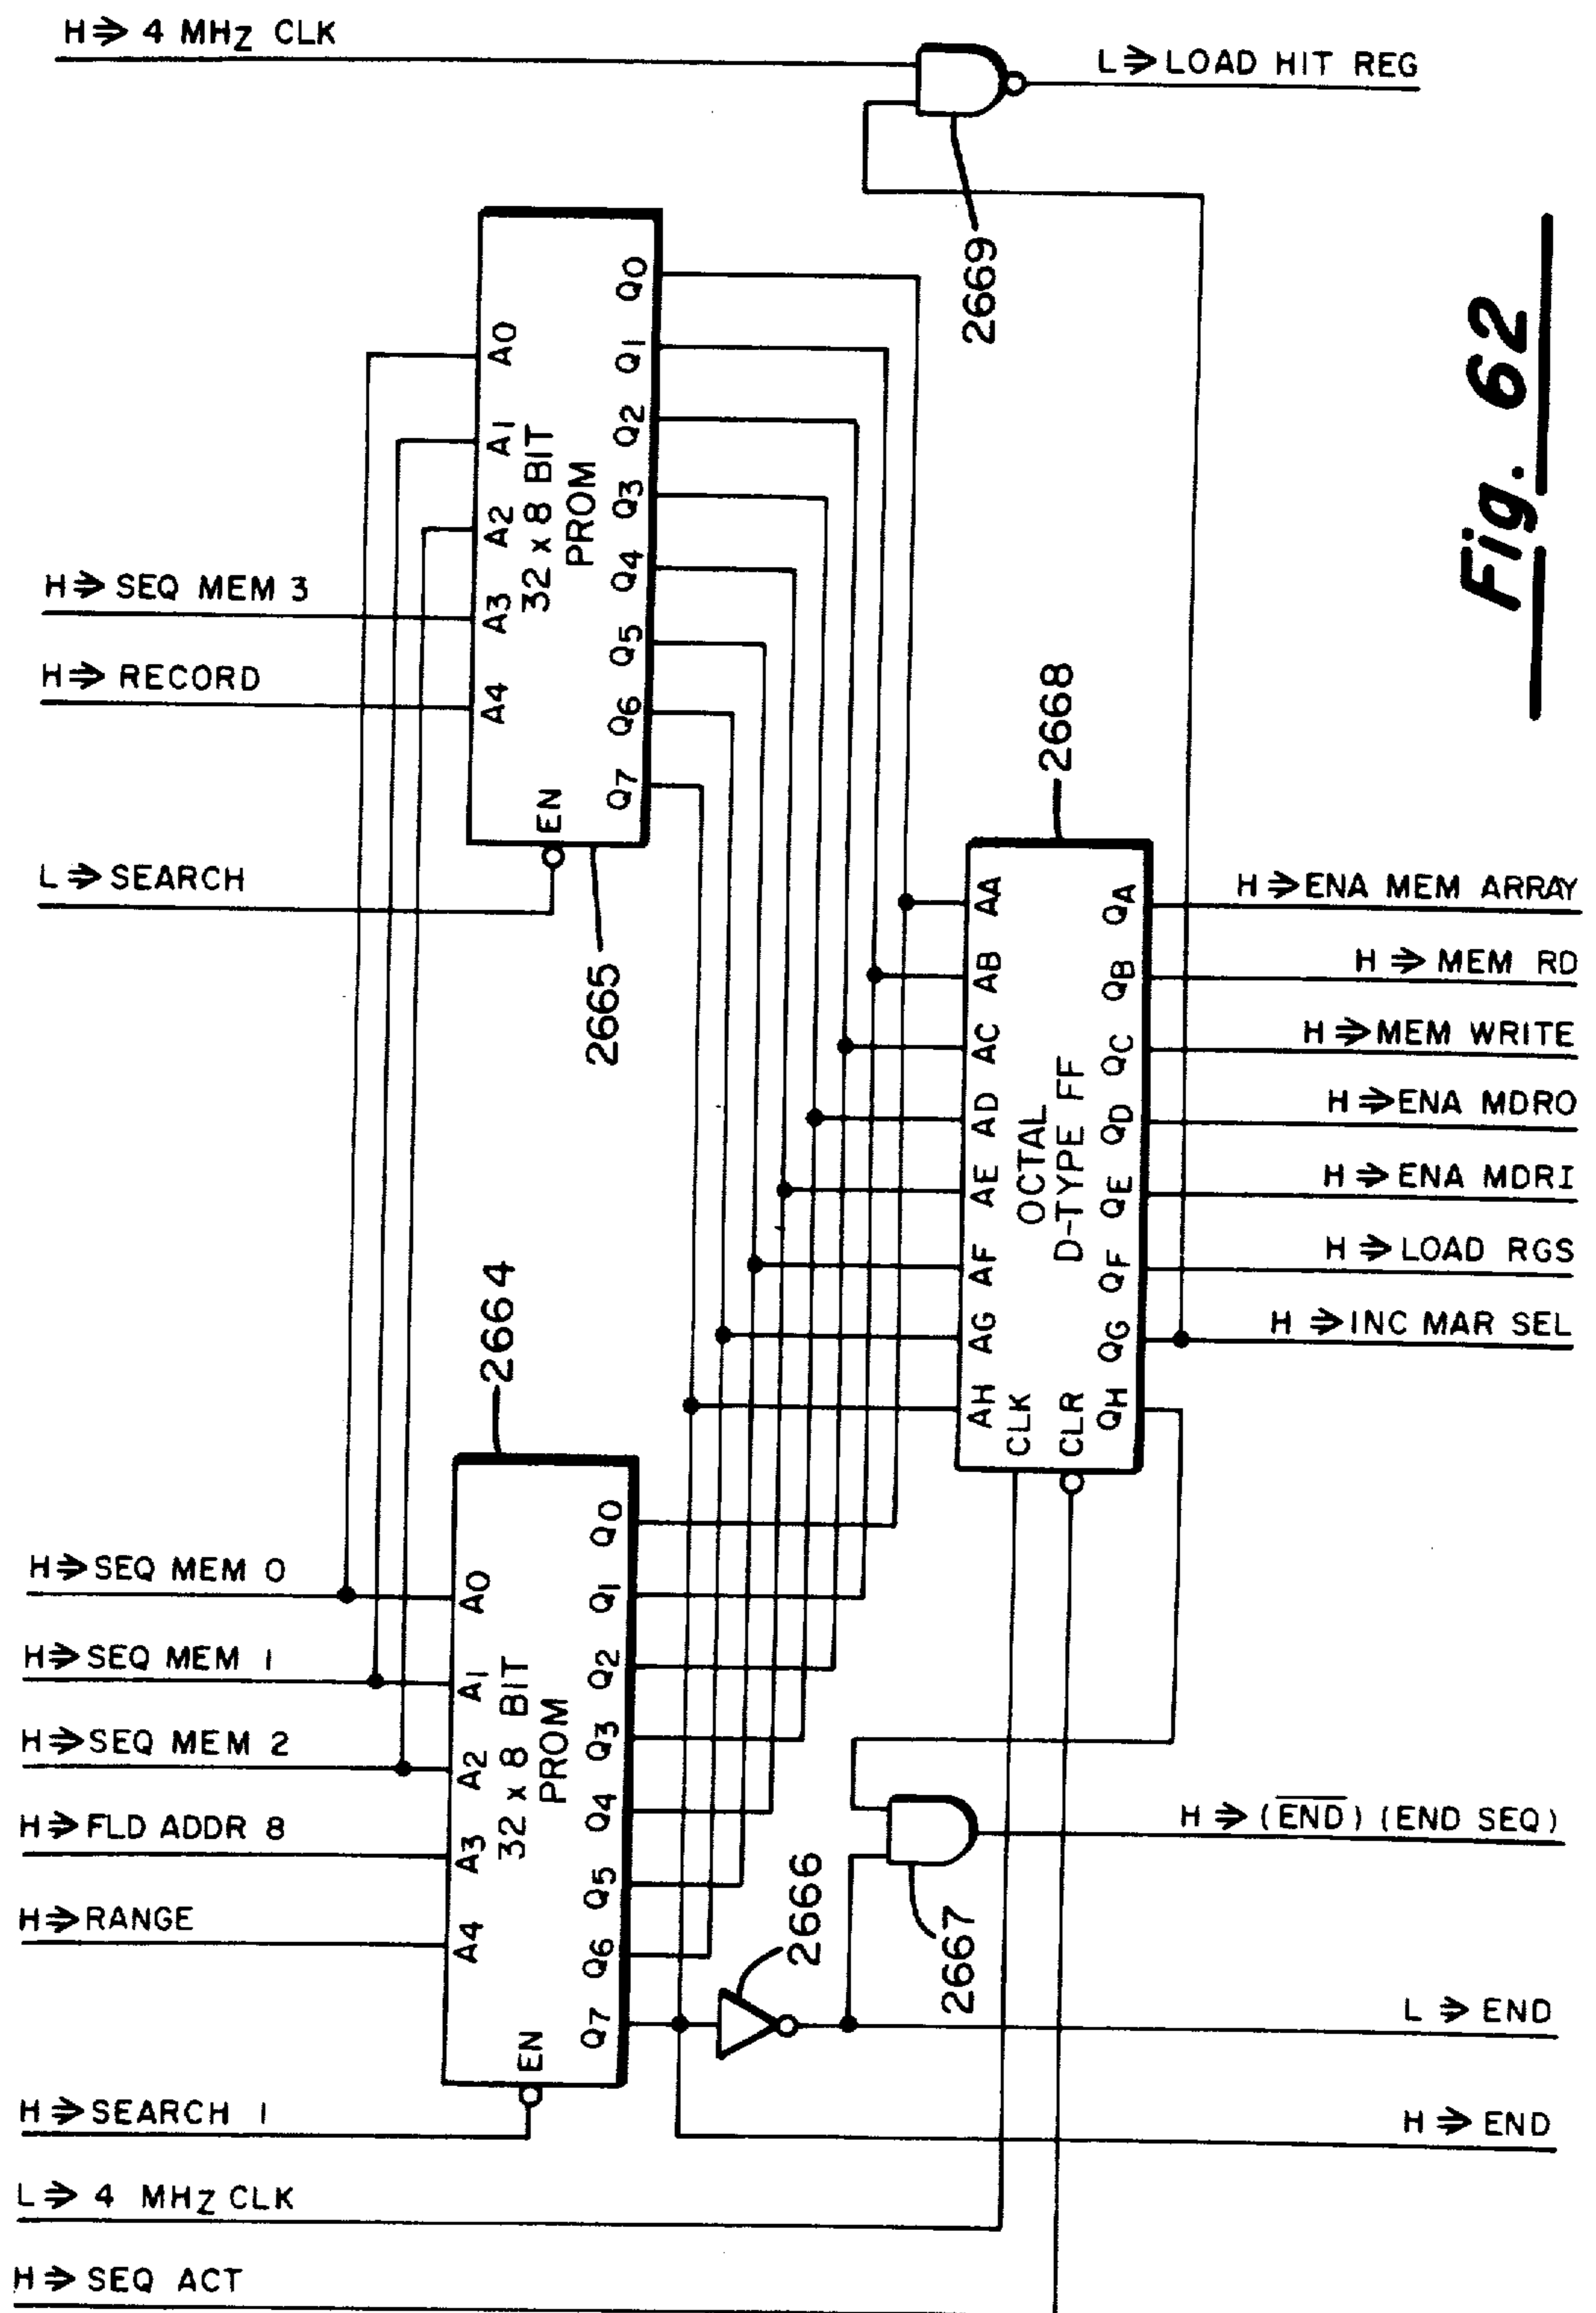 H⇒4 MHz CLK
L⇒LOAD HIT REG
2669
Fig. 62
Q0
Q1
Q2
Q3
Q4
Q5
Q6
Q7
A0
A1
A2
A3
A4
32 x 8 BIT
PROM
EN
H⇒SEQ MEM 3
H⇒RECORD
L⇒SEARCH
2665
2668
AA
AB
AC
AD
AE
AF
AG
AH
OCTAL
D-TYPE FF
CLK
CLR
QA
QB
QC
QD
QE
QF
QG
QH
H⇒ENA MEM ARRAY
H⇒MEM RD
H⇒MEM WRITE
H⇒ENA MDRO
H⇒ENA MDRI
H⇒LOAD RGS
H⇒INC MAR SEL
2664
H⇒SEQ MEM 0
H⇒SEQ MEM 1
H⇒SEQ MEM 2
H⇒FLD ADDR 8
H⇒RANGE
A0
A1
A2
A3
A4
32 x 8 BIT
PROM
EN
Q0
Q1
Q2
Q3
Q4
Q5
Q6
Q7
2666
2667
H⇒(E̅N̅D̅) (END SEQ)
L⇒END
H⇒SEARCH 1
H⇒END
L⇒4 MHz CLK
H⇒SEQ ACT